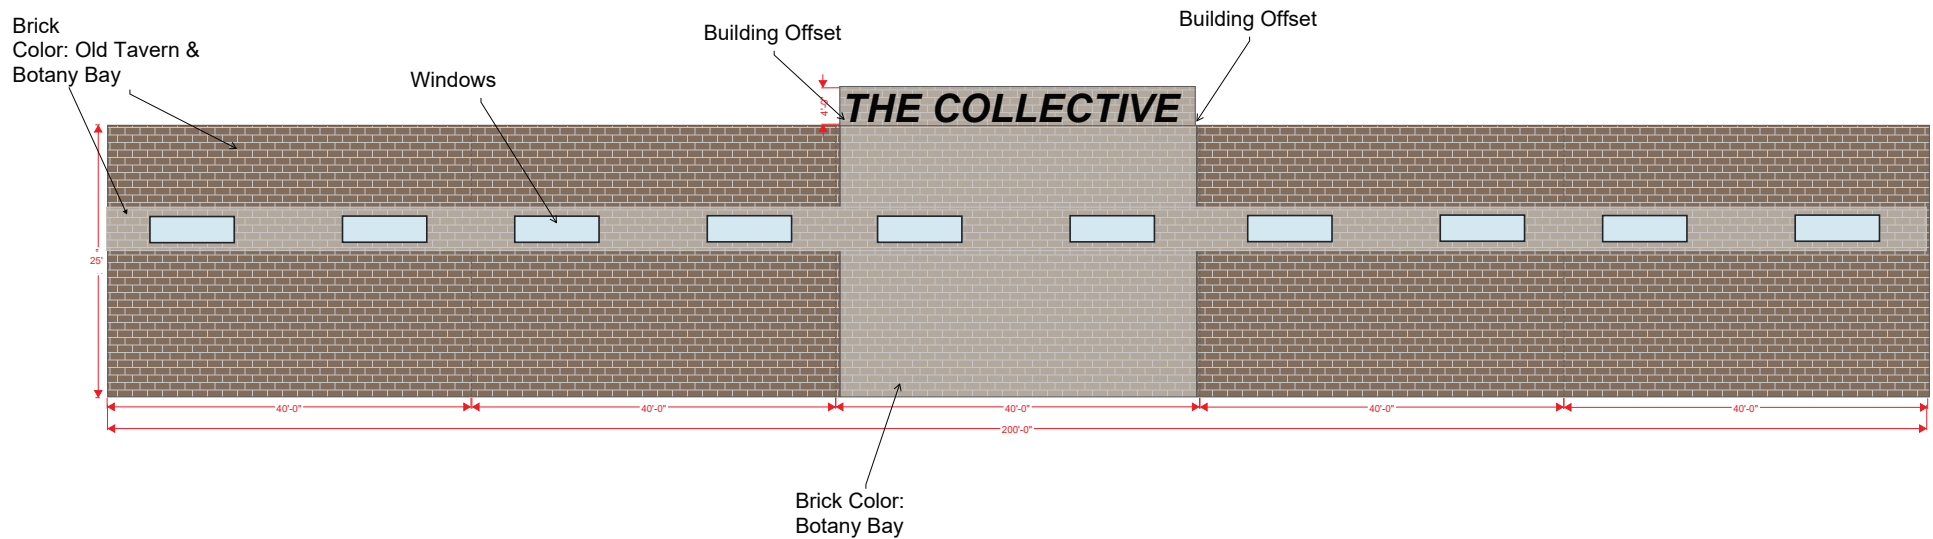 Brick
Color: Old Tavern &
Botany Bay
Windows
Building Offset
Building Offset
4'-0"
THE COLLECTIVE
25'
40'-0"
40'-0"
40'-0"
40'-0"
40'-0"
200'-0"
Brick Color:
Botany Bay